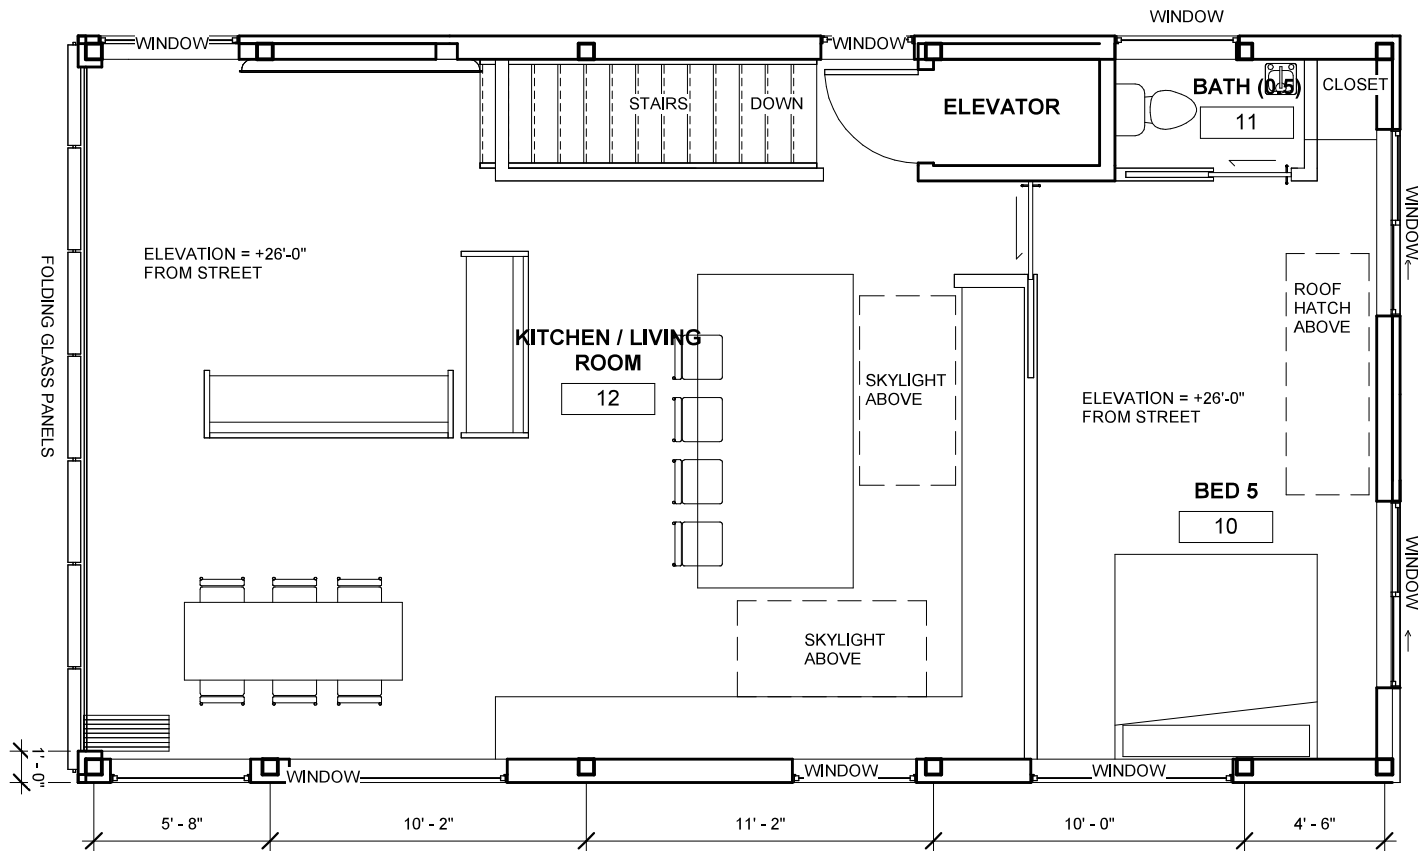 WINDOW
WINDOW
WINDOW
STAIRS
DOWN
ELEVATOR
BATH (0.5)
11
CLOSET
WINDOW
ELEVATION = +26'-0"
FROM STREET
FOLDING GLASS PANELS
KITCHEN / LIVING
ROOM
12
SKYLIGHT
ABOVE
ROOF
HATCH
ABOVE
ELEVATION = +26'-0"
FROM STREET
BED 5
10
WINDOW
SKYLIGHT
ABOVE
1' - 0"
WINDOW
WINDOW
WINDOW
5' - 8"
10' - 2"
11' - 2"
10' - 0"
4' - 6"